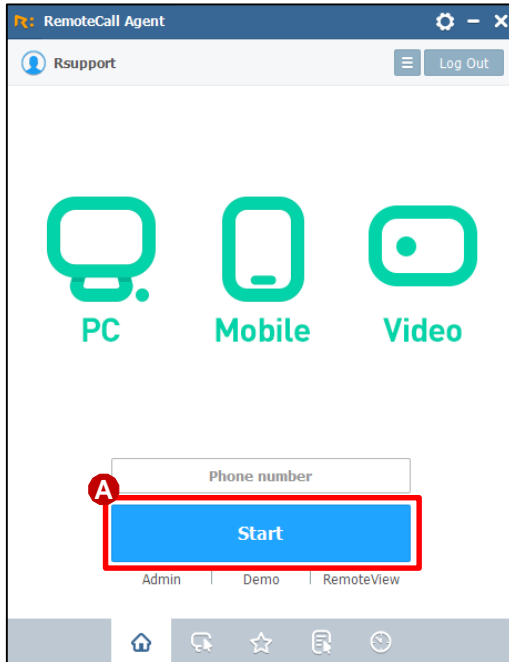 R: RemoteCall Agent
Rsupport
Log Out
PC Mobile Video
Phone number
A
Start
Admin | Demo | RemoteView